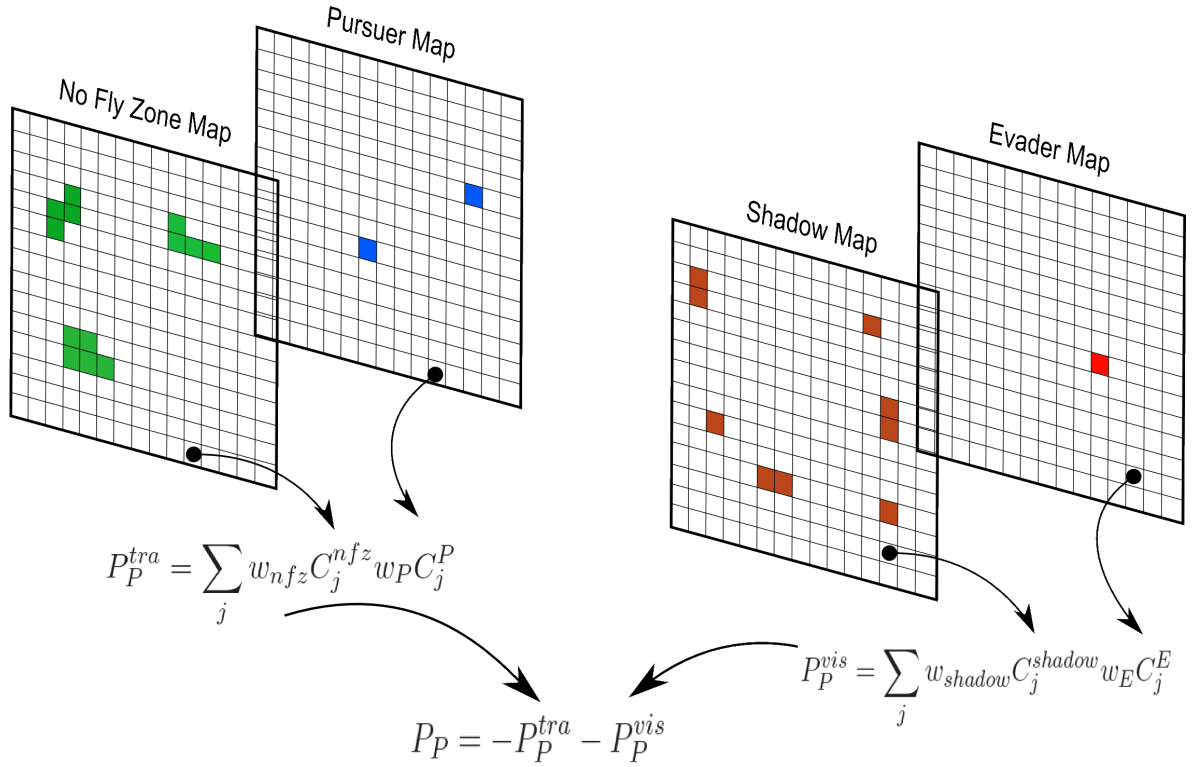 Pursuer Map
No Fly Zone Map
Evader Map
Shadow Map
$P_P^{tra} = \sum_j w_{nfz} C_j^{nfz} w_P C_j^P$
$P_P^{vis} = \sum_j w_{shadow} C_j^{shadow} w_E C_j^E$
$P_P = -P_P^{tra} - P_P^{vis}$